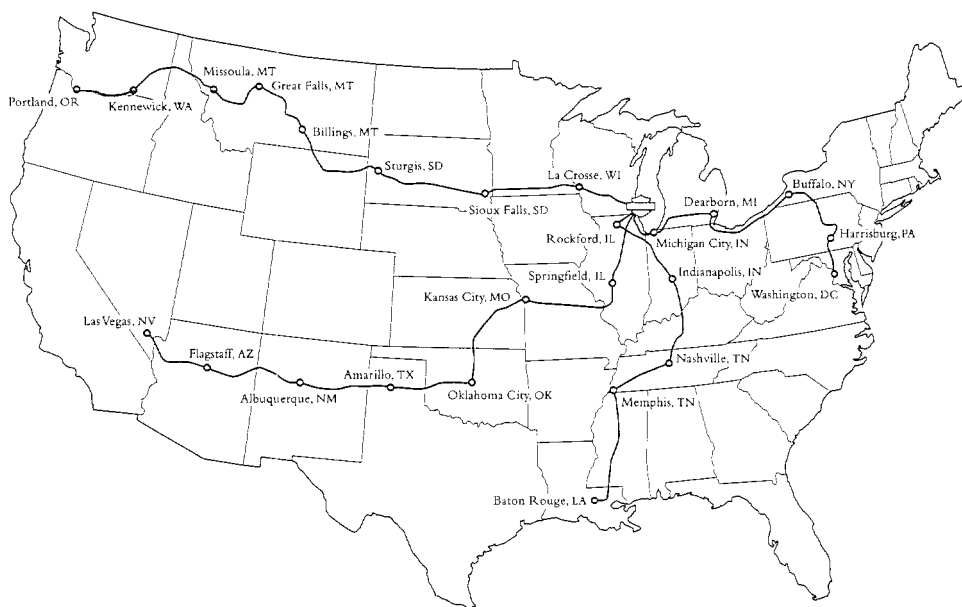 Missoula, MT
Great Falls, MT
Portland, OR
Kennewick, WA
Billings, MT
Sturgis, SD
La Crosse, WI
Buffalo, NY
Dearborn, MI
Sioux Falls, SD
Rockford, IL
Michigan City, IN
Harrisburg, PA
Springfield, IL
Indianapolis, IN
Kansas City, MO
Washington, DC
Las Vegas, NV
Flagstaff, AZ
Nashville, TN
Amarillo, TX
Albuquerque, NM
Oklahoma City, OK
Memphis, TN
Baton Rouge, LA